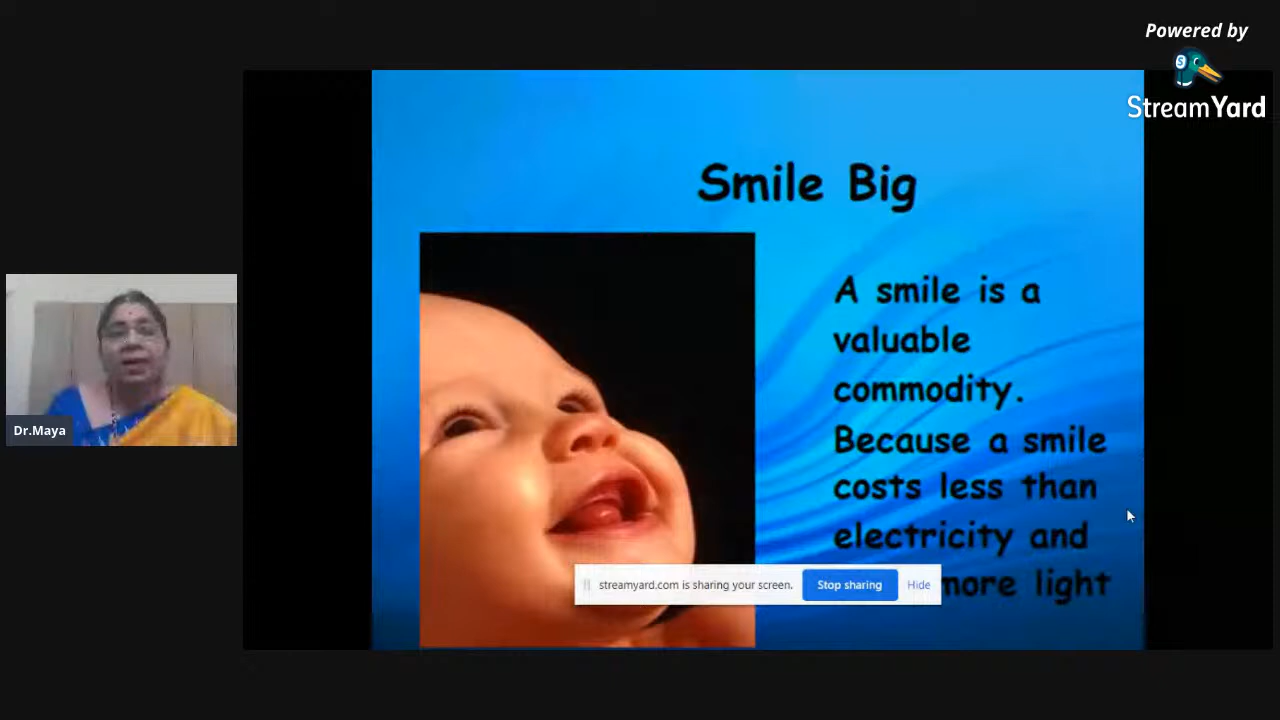 Powered by
StreamYard
Smile Big
A smile is a
valuable
commodity.
Because a smile
costs less than
electricity and
more light
streamyard.com is sharing your screen. Stop sharing Hide
Dr.Maya